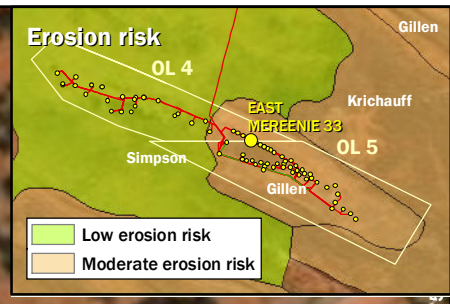 Gillen
Erosion risk
OL 4
Krichauff
EAST
MEREENIE 33
OL 5
Simpson
Gillen
Low erosion risk
Moderate erosion risk